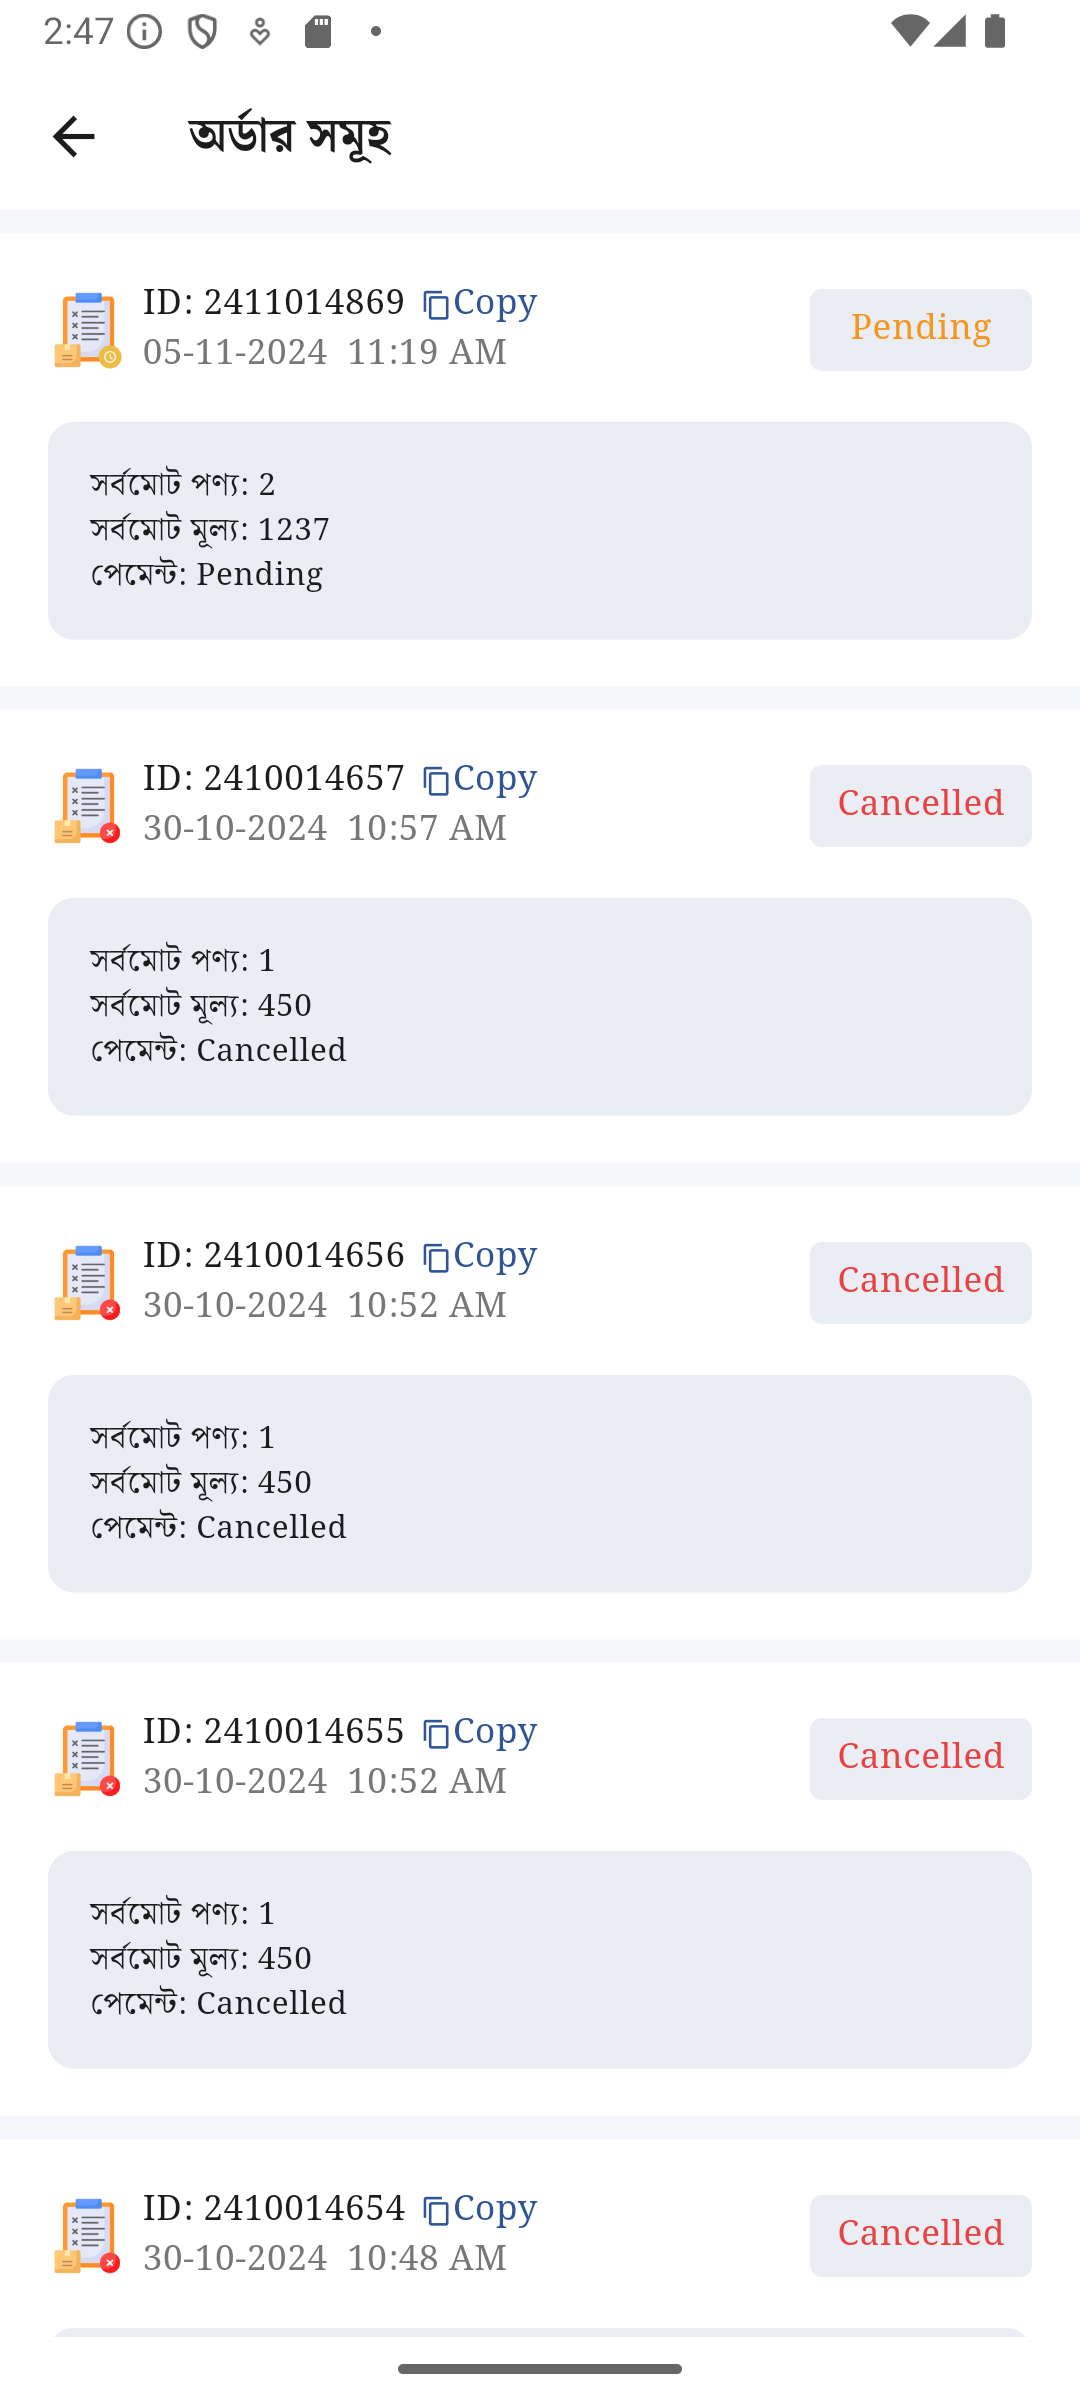 2:47
অর্ডার সমূহ
ID: 2411014869 Copy
05-11-2024 11:19 AM
Pending
সর্বমোট পণ্য: 2
সর্বমোট মূল্য: 1237
পেমেন্ট: Pending
ID: 2410014657 Copy
30-10-2024 10:57 AM
Cancelled
সর্বমোট পণ্য: 1
সর্বমোট মূল্য: 450
পেমেন্ট: Cancelled
ID: 2410014656 Copy
30-10-2024 10:52 AM
Cancelled
সর্বমোট পণ্য: 1
সর্বমোট মূল্য: 450
পেমেন্ট: Cancelled
ID: 2410014655 Copy
30-10-2024 10:52 AM
Cancelled
সর্বমোট পণ্য: 1
সর্বমোট মূল্য: 450
পেমেন্ট: Cancelled
ID: 2410014654 Copy
30-10-2024 10:48 AM
Cancelled